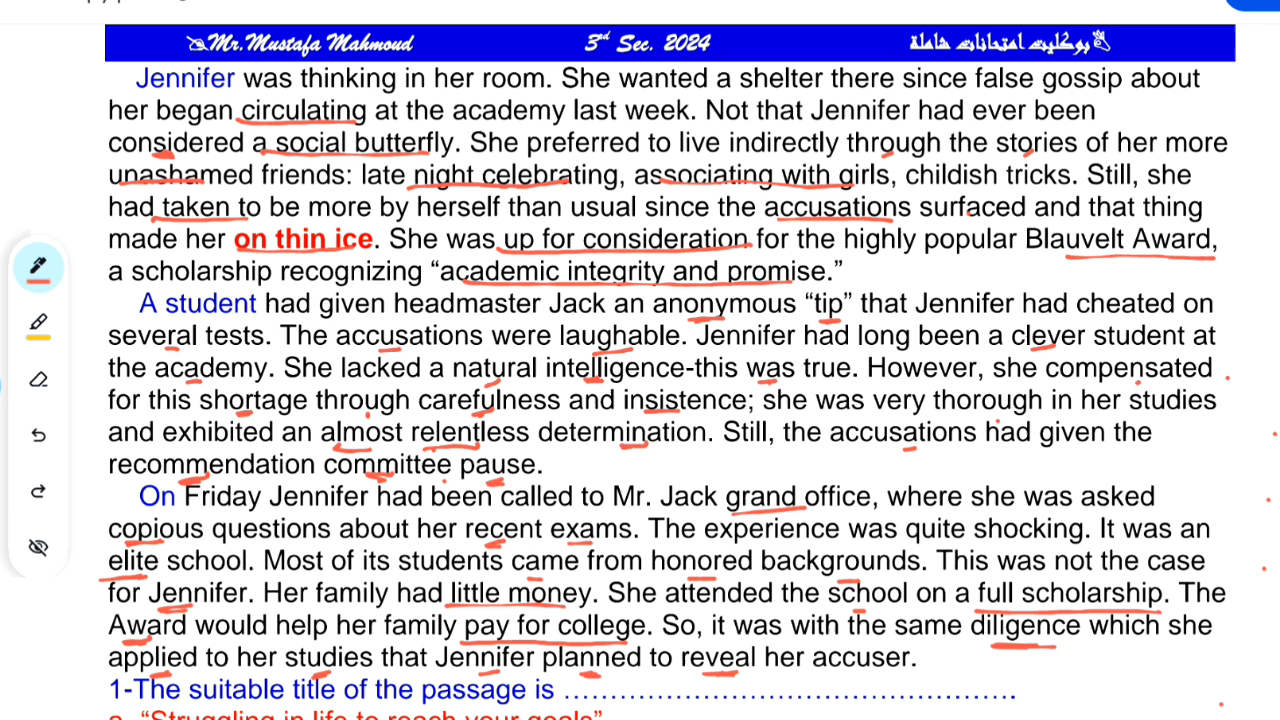 Mr. Mustafa Mahmoud 3rd Sec. 2024 بوكليت امتحانات شاملة
Jennifer was thinking in her room. She wanted a shelter there since false gossip about
her began circulating at the academy last week. Not that Jennifer had ever been
considered a social butterfly. She preferred to live indirectly through the stories of her more
unashamed friends: late night celebrating, associating with girls, childish tricks. Still, she
had taken to be more by herself than usual since the accusations surfaced and that thing
made her on thin ice. She was up for consideration for the highly popular Blauvelt Award,
a scholarship recognizing “academic integrity and promise.”
A student had given headmaster Jack an anonymous “tip” that Jennifer had cheated on
several tests. The accusations were laughable. Jennifer had long been a clever student at
the academy. She lacked a natural intelligence-this was true. However, she compensated
for this shortage through carefulness and insistence; she was very thorough in her studies
and exhibited an almost relentless determination. Still, the accusations had given the
recommendation committee pause.
On Friday Jennifer had been called to Mr. Jack grand office, where she was asked
copious questions about her recent exams. The experience was quite shocking. It was an
elite school. Most of its students came from honored backgrounds. This was not the case
for Jennifer. Her family had little money. She attended the school on a full scholarship. The
Award would help her family pay for college. So, it was with the same diligence which she
applied to her studies that Jennifer planned to reveal her accuser.
1-The suitable title of the passage is ................................................
a. “Struggling in life to reach your goals”